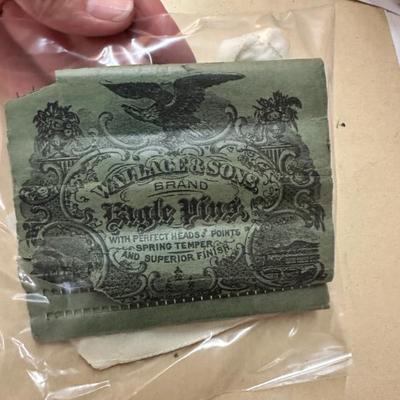 WALLACE & SONS,
BRAND
Eagle Pins,
WITH PERFECT HEADS & POINTS
SPRING TEMPER
AND SUPERIOR FINISH.